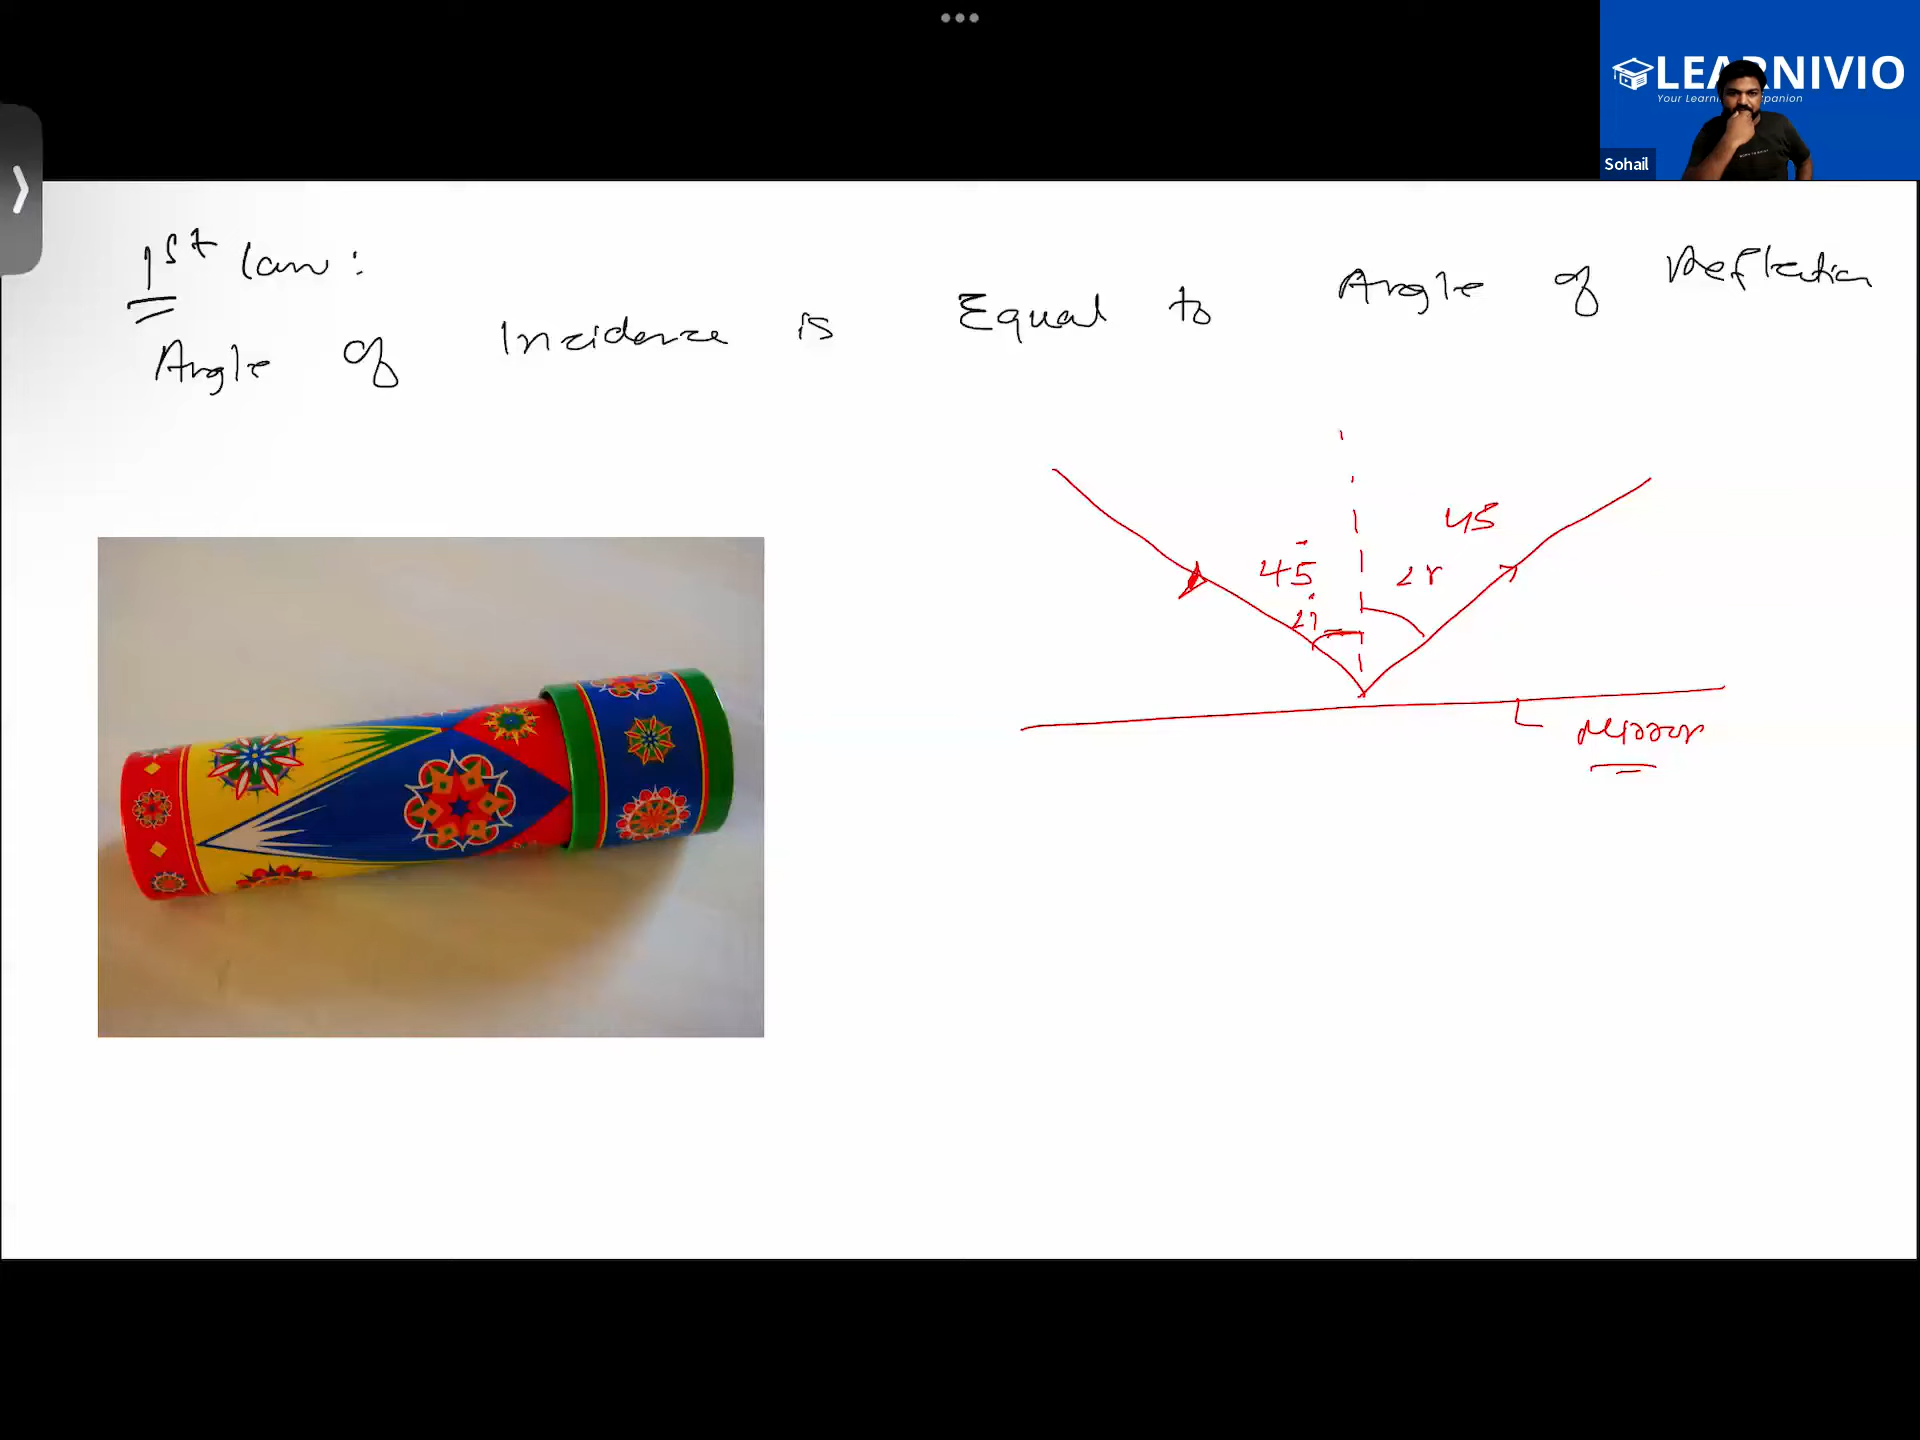 LEARNIVIO
Sohail
1st law:
Angle of Incidence is Equal to Angle of Reflection
45
45
∠r
∠i
Mirror